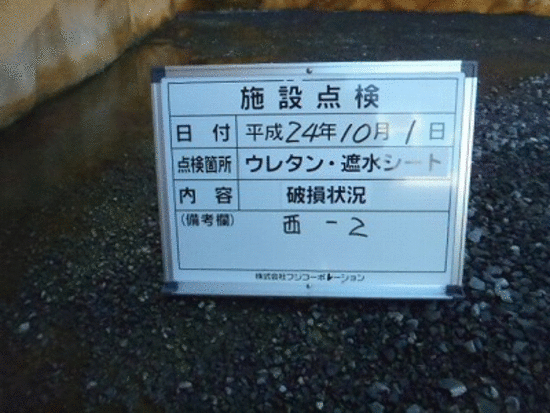 施設点検
日付 平成24年10月1日
点検箇所 ウレタン・遮水シート
内容 破損状況
(備考欄) 西-2
株式会社フジコーポレーション